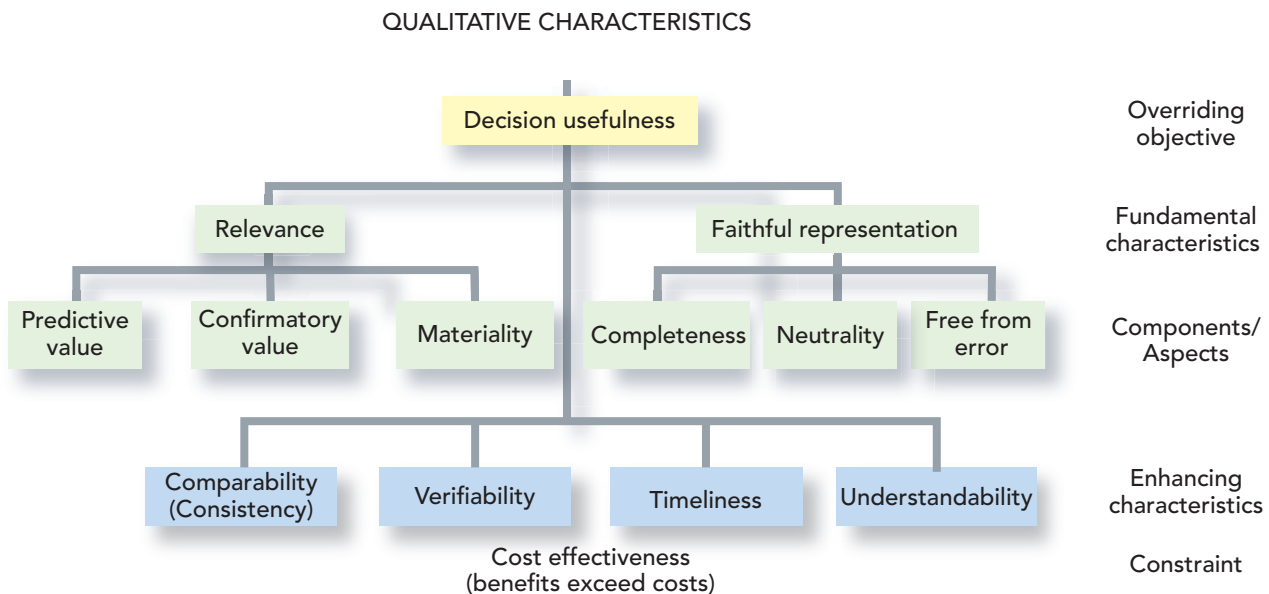 QUALITATIVE CHARACTERISTICS
Decision usefulness
Overriding
objective
Relevance
Faithful representation
Fundamental
characteristics
Predictive
value
Confirmatory
value
Materiality
Completeness
Neutrality
Free from
error
Components/
Aspects
Comparability
(Consistency)
Verifiability
Timeliness
Understandability
Enhancing
characteristics
Cost effectiveness
(benefits exceed costs)
Constraint